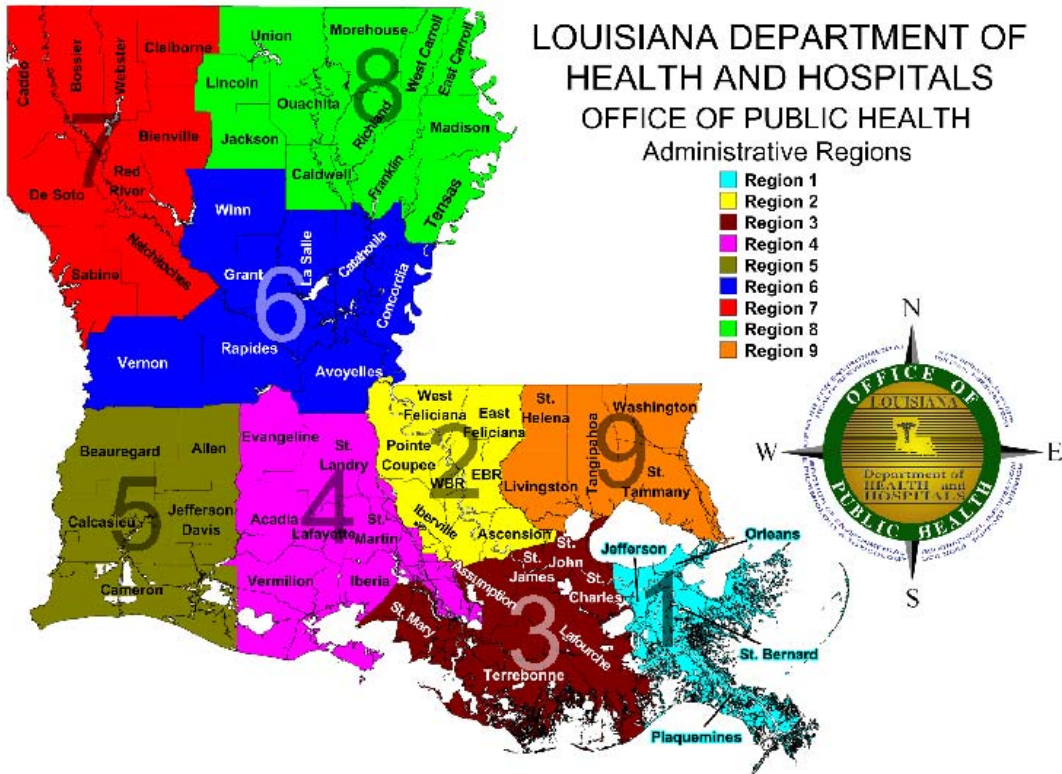 LOUISIANA DEPARTMENT OF
HEALTH AND HOSPITALS
OFFICE OF PUBLIC HEALTH
Administrative Regions
Region 1
Region 2
Region 3
Region 4
Region 5
Region 6
Region 7
Region 8
Region 9
7
Caddo
Bossier
Webster
Claiborne
Bienville
De Soto
Red
River
Natchitoches
Sabine
8
Union
Morehouse
West Carroll
East Carroll
Lincoln
Ouachita
Richland
Madison
Jackson
Caldwell
Franklin
Tensas
6
Winn
Grant
La Salle
Catahoula
Concordia
Vernon
Rapides
Avoyelles
5
Beauregard
Allen
Calcasieu
Jefferson
Davis
Cameron
4
Evangeline
St.
Landry
Acadia
Lafayette
St.
Martin
Vermilion
Iberia
2
West
Feliciana
East
Feliciana
Pointe
Coupee
WBR
EBR
Iberville
Ascension
9
St.
Helena
Tangipahoa
Washington
Livingston
St.
Tammany
3
Assumption
St.
James
St.
John
St.
Charles
St. Mary
Lafourche
Terrebonne
1
Jefferson
Orleans
St. Bernard
Plaquemines
N
W
E
S
OFFICE OF
PUBLIC HEALTH
LOUISIANA
Department of
HEALTH and
HOSPITALS